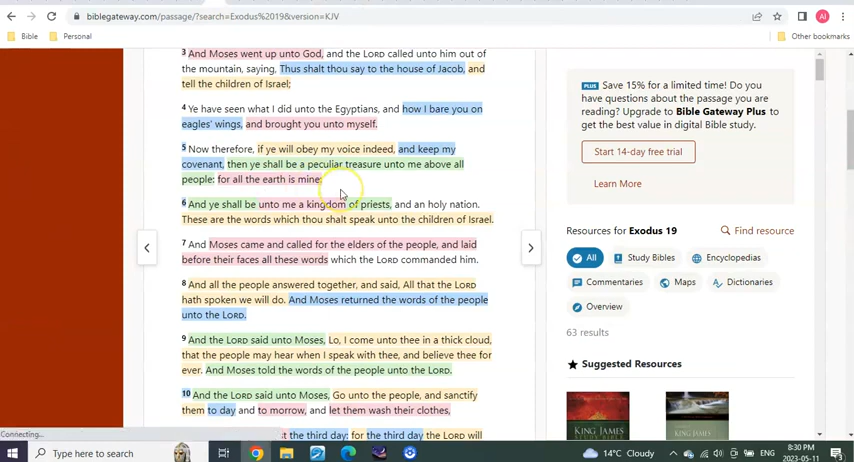 biblegateway.com/passage/?search=Exodus%2019&version=KJV
AI
Bible
Personal
Other bookmarks
3 And Moses went up unto God, and the LORD called unto him out of
the mountain, saying, Thus shalt thou say to the house of Jacob, and
tell the children of Israel;
4 Ye have seen what I did unto the Egyptians, and how I bare you on
eagles' wings, and brought you unto myself.
5 Now therefore, if ye will obey my voice indeed, and keep my
covenant, then ye shall be a peculiar treasure unto me above all
people: for all the earth is mine:
6 And ye shall be unto me a kingdom of priests, and an holy nation.
These are the words which thou shalt speak unto the children of Israel.
7 And Moses came and called for the elders of the people, and laid
before their faces all these words which the LORD commanded him.
8 And all the people answered together, and said, All that the LORD
hath spoken we will do. And Moses returned the words of the people
unto the LORD.
9 And the LORD said unto Moses, Lo, I come unto thee in a thick cloud,
that the people may hear when I speak with thee, and believe thee for
ever. And Moses told the words of the people unto the LORD.
10 And the LORD said unto Moses, Go unto the people, and sanctify
them to day and to morrow, and let them wash their clothes,
the third day: for the third day the LORD will
PLUS Save 15% for a limited time! Do you
have questions about the passage you are
reading? Upgrade to Bible Gateway Plus to
get the best value in digital Bible study.
Start 14-day free trial
Learn More
Resources for Exodus 19
Find resource
All
Study Bibles
Encyclopedias
Commentaries
Maps
Dictionaries
Overview
63 results
Suggested Resources
KING JAMES
KING JAMES
Connecting...
Type here to search
14°C Cloudy
ENG
8:30 PM
2023-05-11
3